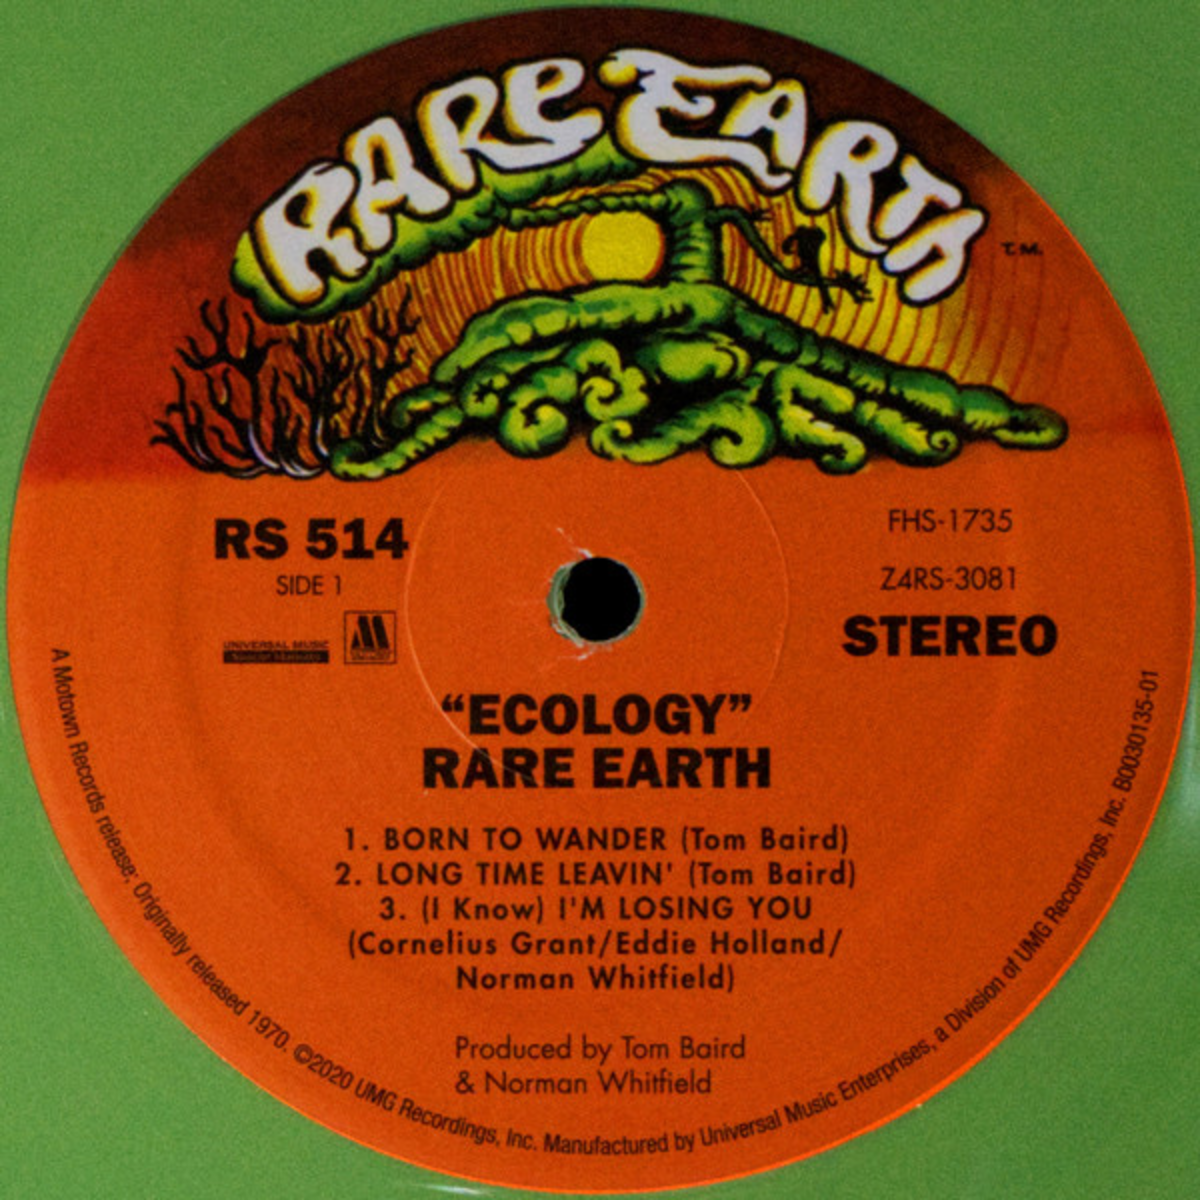 RARE EARTH
T.M.
RS 514
SIDE 1
FHS-1735
Z4RS-3081
STEREO
UNIVERSAL MUSIC
"ECOLOGY"
RARE EARTH
1. BORN TO WANDER (Tom Baird)
2. LONG TIME LEAVIN' (Tom Baird)
3. (I Know) I'M LOSING YOU
(Cornelius Grant/Eddie Holland/
Norman Whitfield)
Produced by Tom Baird
& Norman Whitfield
A Motown Records release; Originally released 1970. ©2020 UMG Recordings, Inc. Manufactured by Universal Music Enterprises, a Division of UMG Recordings, Inc. B0030135-01